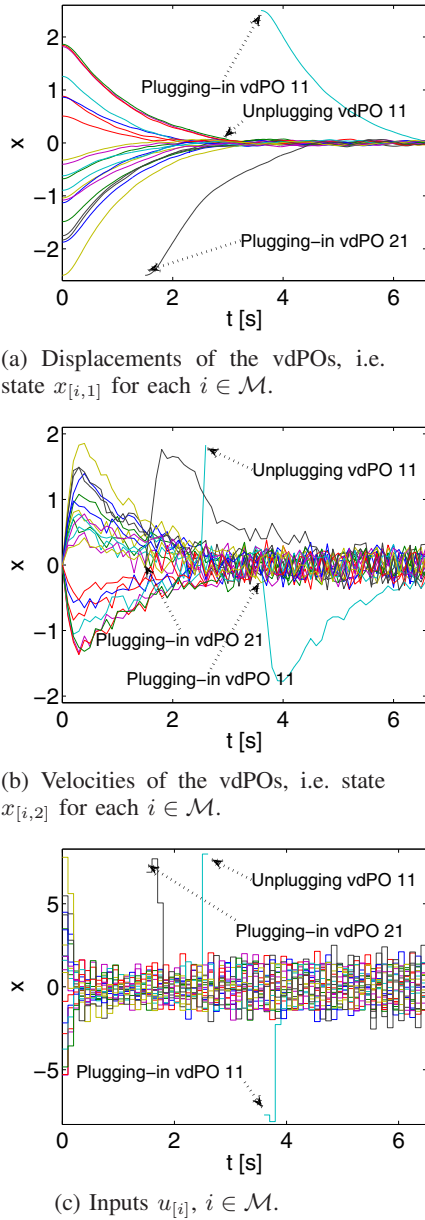 2
1
0
−1
−2
x
Plugging−in vdPO 11
Unplugging vdPO 11
Plugging−in vdPO 21
0
2
4
6
t [s]
(a) Displacements of the vdPOs, i.e.
state x[i,1] for each i ∈ M.
2
1
0
−1
−2
x
Unplugging vdPO 11
Plugging−in vdPO 21
Plugging−in vdPO 11
0
2
4
6
t [s]
(b) Velocities of the vdPOs, i.e. state
x[i,2] for each i ∈ M.
5
0
−5
x
Unplugging vdPO 11
Plugging−in vdPO 21
Plugging−in vdPO 11
0
2
4
6
t [s]
(c) Inputs u[i], i ∈ M.